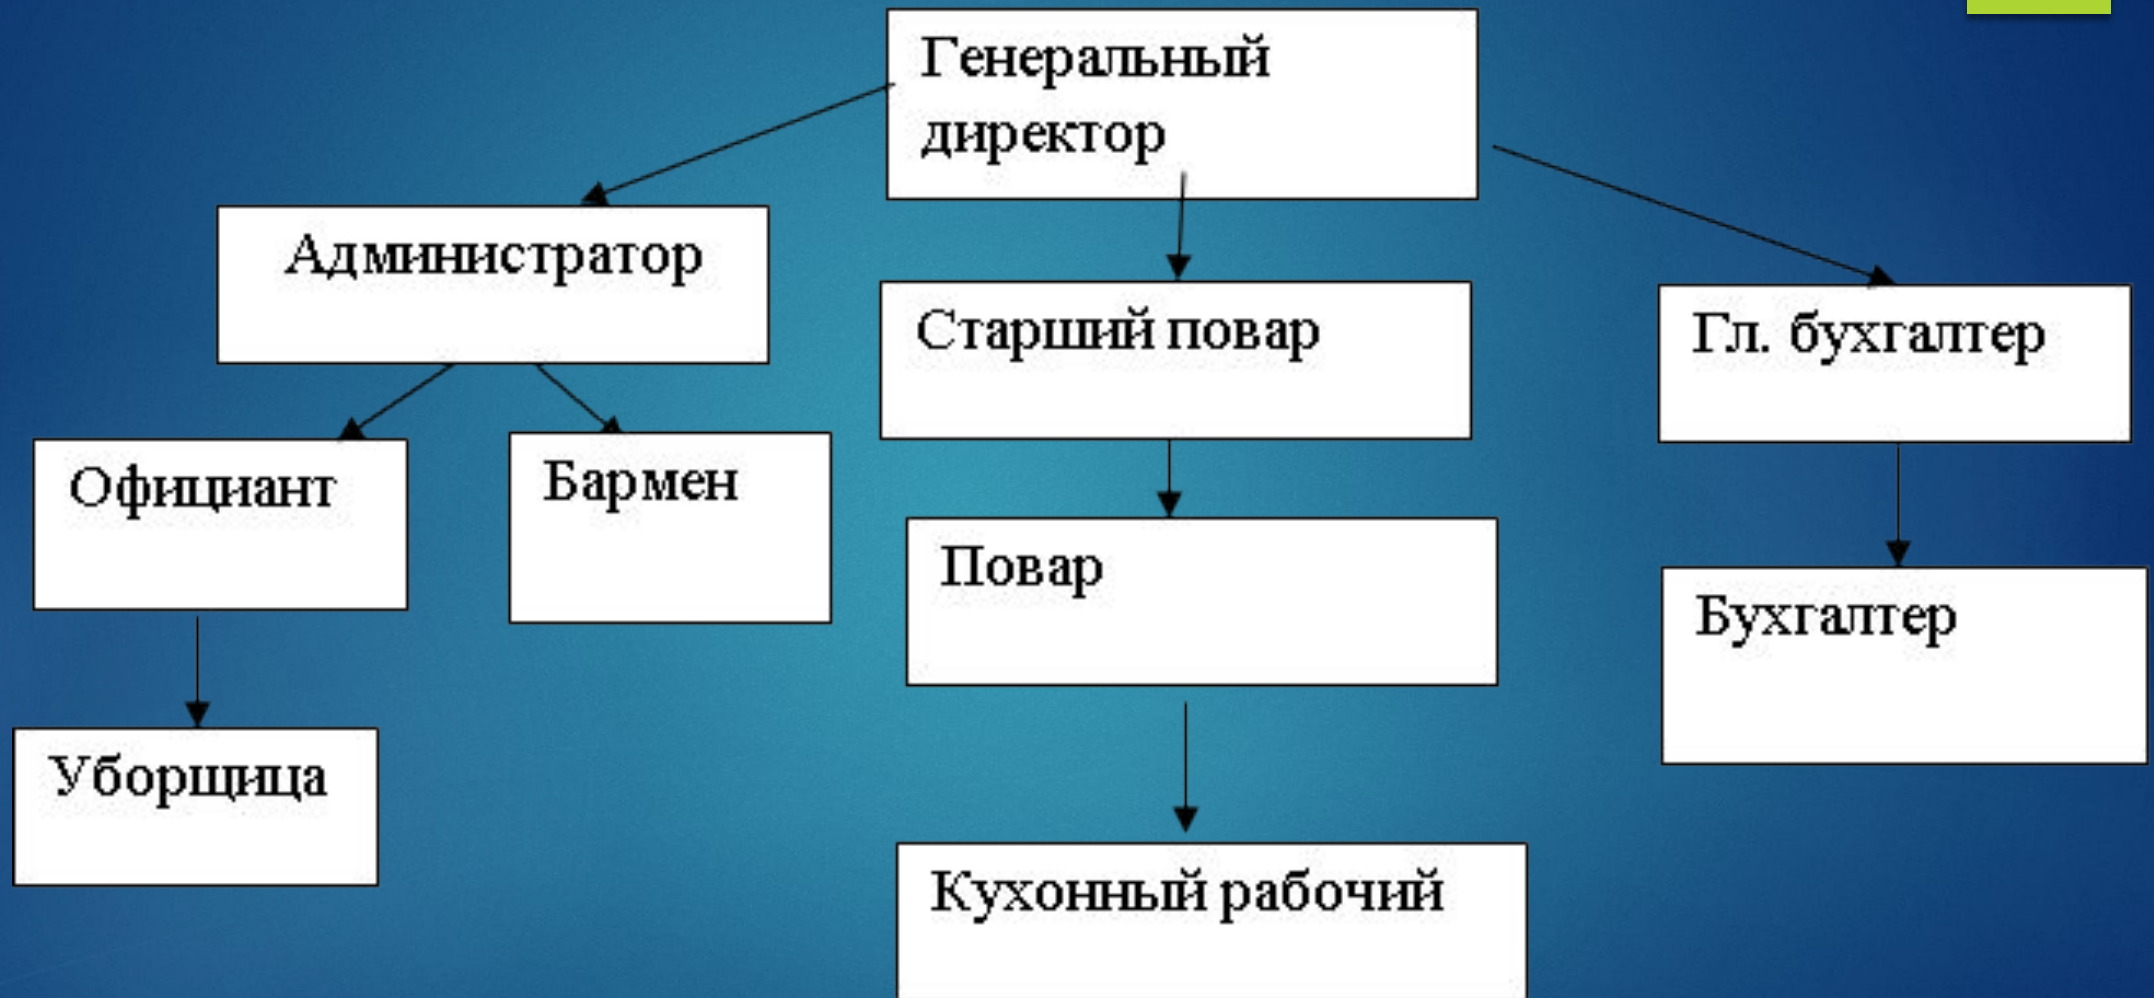 Генеральный
директор
Администратор
Старший повар
Гл. бухгалтер
Официант
Бармен
Повар
Бухгалтер
Уборщица
Кухонный рабочий